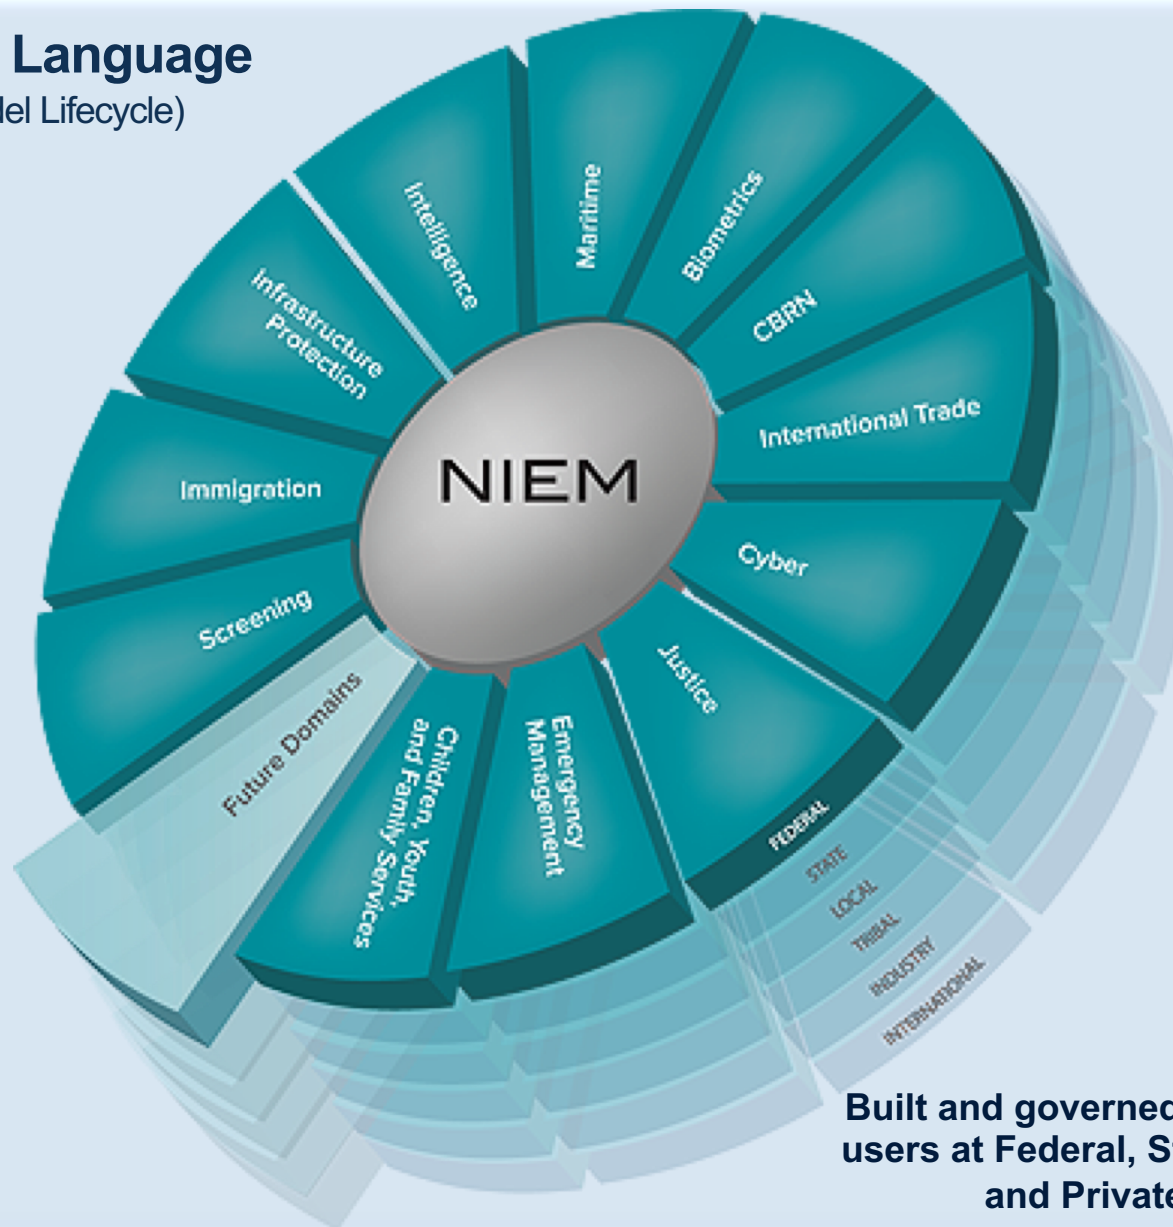 Language
del Lifecycle)
Intelligence
Maritime
Biometrics
CBRN
International Trade
Cyber
Justice
Emergency
Management
Children, Youth,
and Family Services
Future Domains
Screening
Immigration
Infrastructure
Protection
NIEM
FEDERAL
STATE
LOCAL
TRIBAL
INDUSTRY
INTERNATIONAL
Built and governed
users at Federal, S
and Private